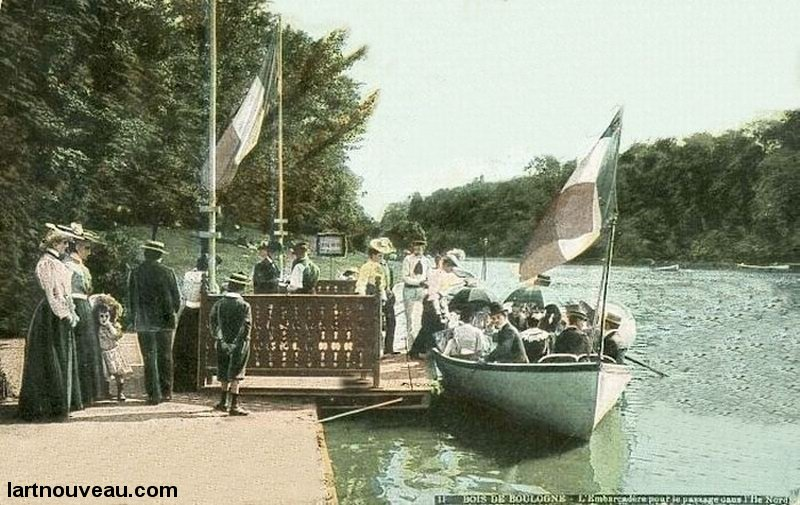 lartnouveau.com
11 BOIS DE BOULOGNE - L'Embarcadère pour le passage dans l'Ile Nord